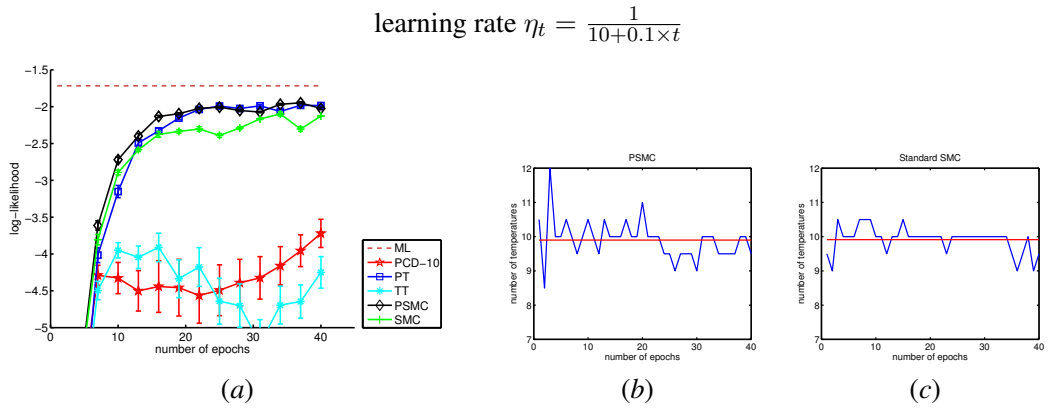 learning rate η_t = 1/(10+0.1×t)
−1.5
−2
−2.5
−3
−3.5
−4
−4.5
−5
log−likelihood
10
20
30
40
number of epochs
ML
PCD−10
PT
TT
PSMC
SMC
(a)
PSMC
12
11
10
9
8
7
number of temperatures
0
10
20
30
40
number of epochs
(b)
Standard SMC
12
11
10
9
8
7
number of temperatures
0
10
20
30
40
number of epochs
(c)